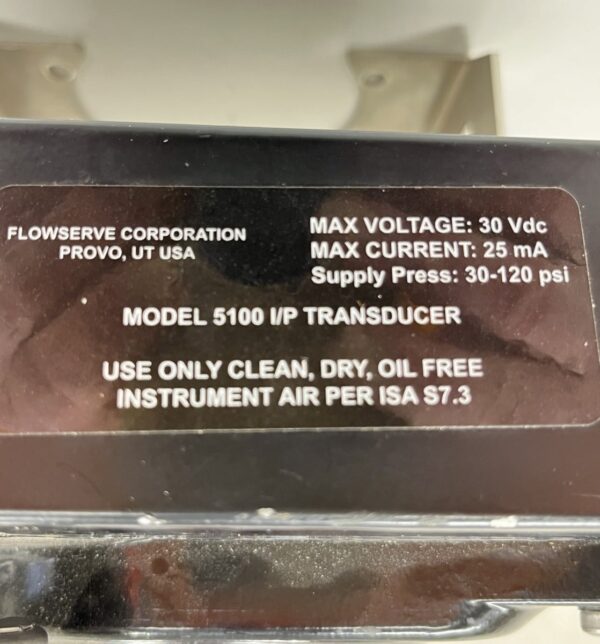 FLOWSERVE CORPORATION
PROVO, UT USA
MAX VOLTAGE: 30 Vdc
MAX CURRENT: 25 mA
Supply Press: 30-120 psi
MODEL 5100 I/P TRANSDUCER
USE ONLY CLEAN, DRY, OIL FREE
INSTRUMENT AIR PER ISA S7.3